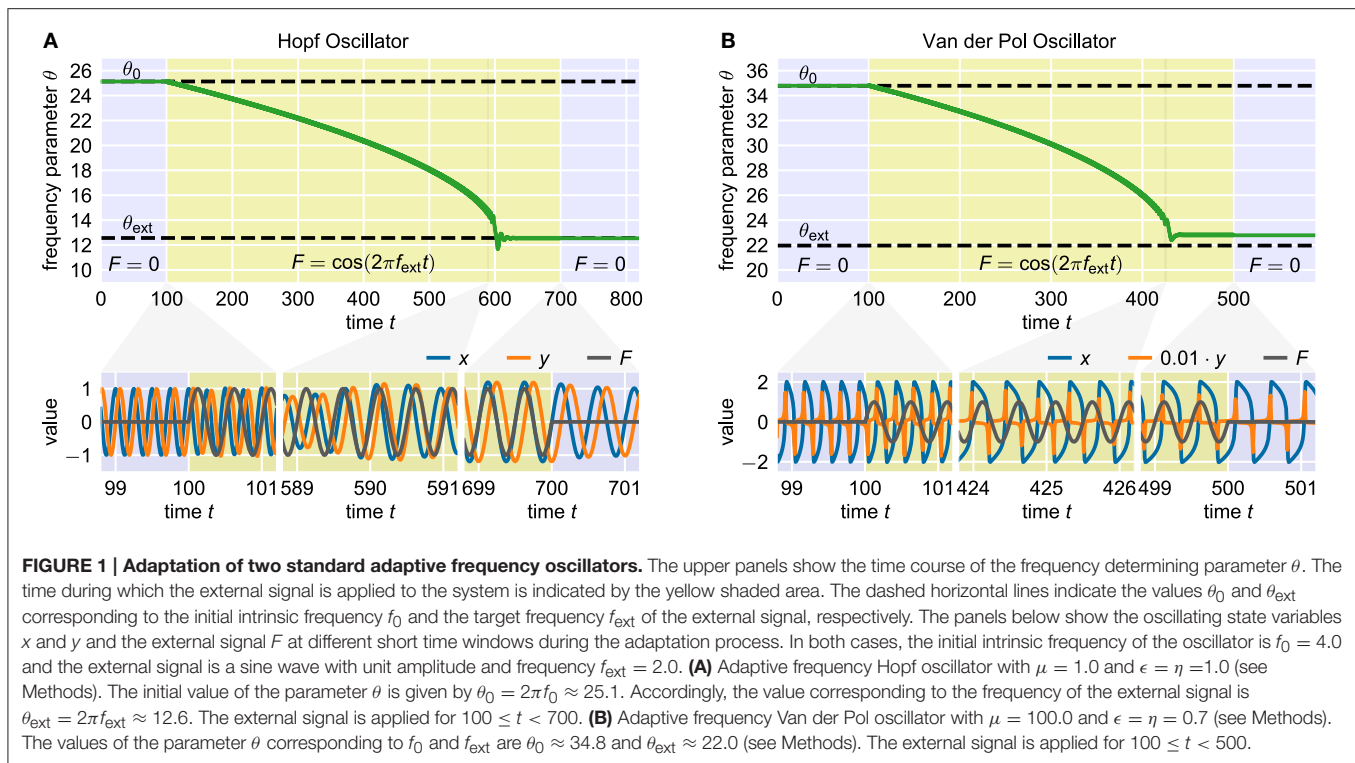 A
Hopf Oscillator
frequency parameter θ
26
24
22
20
18
16
14
12
10
θ0
θext
F = 0
F = cos(2πfextt)
F = 0
0 100 200 300 400 500 600 700 800
time t
x y F
value
1
0
−1
99 100 101
time t
589 590 591
time t
699 700 701
time t
B
Van der Pol Oscillator
frequency parameter θ
36
34
32
30
28
26
24
22
20
θ0
θext
F = 0
F = cos(2πfextt)
F = 0
0 100 200 300 400 500
time t
x 0.01 · y F
value
2
0
−2
99 100 101
time t
424 425 426
time t
499 500 501
time t
FIGURE 1 | Adaptation of two standard adaptive frequency oscillators. The upper panels show the time course of the frequency determining parameter θ. The
time during which the external signal is applied to the system is indicated by the yellow shaded area. The dashed horizontal lines indicate the values θ0 and θext
corresponding to the initial intrinsic frequency f0 and the target frequency fext of the external signal, respectively. The panels below show the oscillating state variables
x and y and the external signal F at different short time windows during the adaptation process. In both cases, the initial intrinsic frequency of the oscillator is f0 = 4.0
and the external signal is a sine wave with unit amplitude and frequency fext = 2.0. (A) Adaptive frequency Hopf oscillator with μ = 1.0 and ϵ = η =1.0 (see
Methods). The initial value of the parameter θ is given by θ0 = 2πf0 ≈ 25.1. Accordingly, the value corresponding to the frequency of the external signal is
θext = 2πfext ≈ 12.6. The external signal is applied for 100 ≤ t < 700. (B) Adaptive frequency Van der Pol oscillator with μ = 100.0 and ϵ = η = 0.7 (see Methods).
The values of the parameter θ corresponding to f0 and fext are θ0 ≈ 34.8 and θext ≈ 22.0 (see Methods). The external signal is applied for 100 ≤ t < 500.